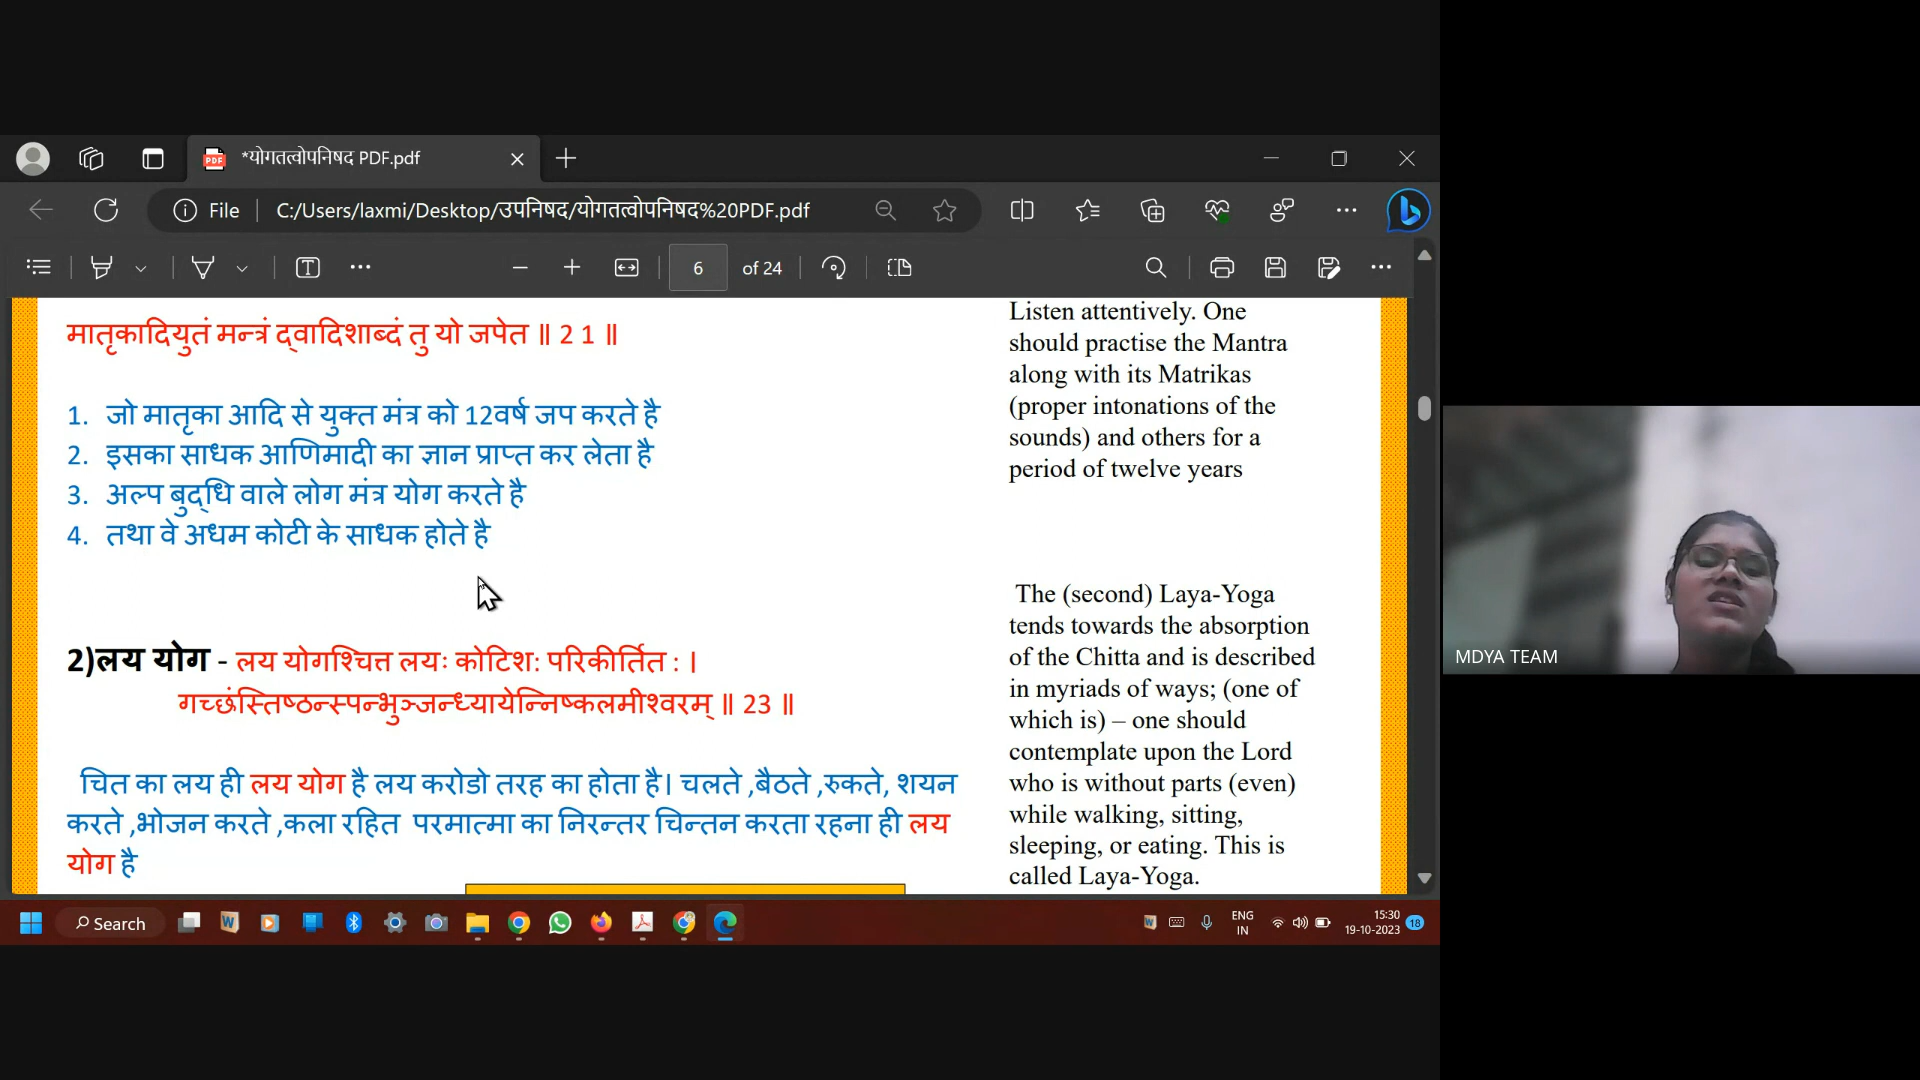 *योगतत्वोपनिषद PDF.pdf
File
C:/Users/laxmi/Desktop/उपनिषद/योगतत्वोपनिषद%20PDF.pdf
6 of 24
मातृकादियुतं मन्त्रं द्वादिशाब्दं तु यो जपेत ॥ 2 1 ॥
1. जो मातृका आदि से युक्त मंत्र को 12वर्ष जप करते है
2. इसका साधक आणिमादी का ज्ञान प्राप्त कर लेता है
3. अल्प बुद्धि वाले लोग मंत्र योग करते है
4. तथा वे अधम कोटी के साधक होते है
2)लय योग - लय योगश्चित्त लयः कोटिश: परिकीर्तित : ।
गच्छंस्तिष्ठन्स्पन्भुञ्जन्ध्यायेन्निष्कलमीश्वरम् ॥ 23 ॥
चित का लय ही लय योग है लय करोडो तरह का होता है। चलते ,बैठते ,रुकते, शयन
करते ,भोजन करते ,कला रहित परमात्मा का निरन्तर चिन्तन करता रहना ही लय
योग है
Listen attentively. One
should practise the Mantra
along with its Matrikas
(proper intonations of the
sounds) and others for a
period of twelve years
The (second) Laya-Yoga
tends towards the absorption
of the Chitta and is described
in myriads of ways; (one of
which is) – one should
contemplate upon the Lord
who is without parts (even)
while walking, sitting,
sleeping, or eating. This is
called Laya-Yoga.
MDYA TEAM
Search
ENG
IN
15:30
19-10-2023
18